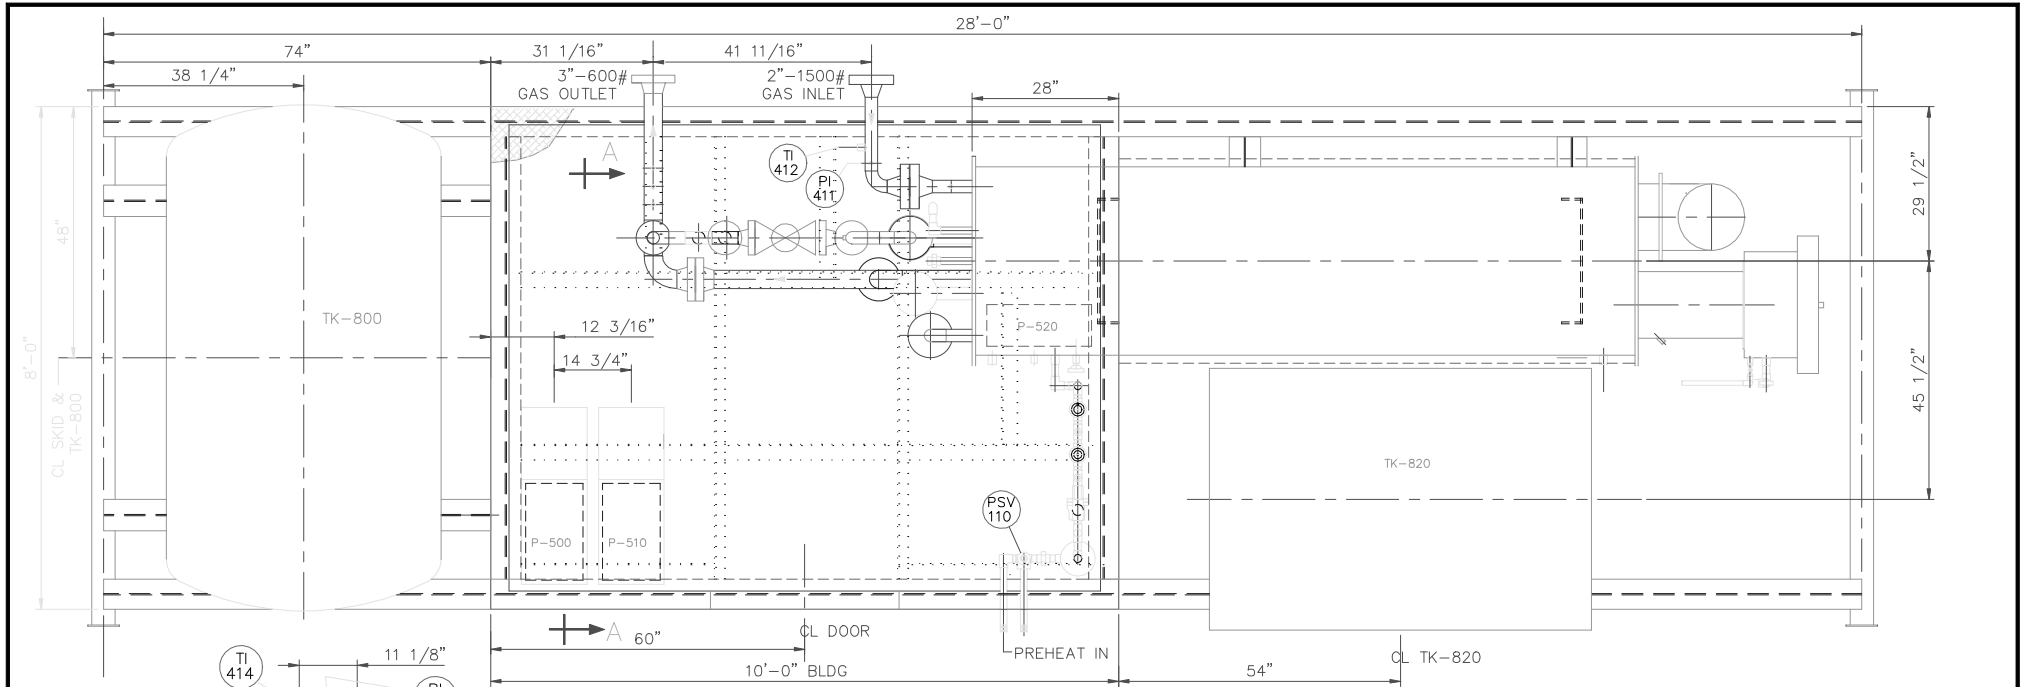 28'-0"
74"
31 1/16"
41 11/16"
38 1/4"
3"-600#
GAS OUTLET
2"-1500#
GAS INLET
28"
A
TI
412
PI
411
29 1/2"
48"
8'-0"
TK-800
12 3/16"
P-520
14 3/4"
45 1/2"
CL SKID &
TK-800
TK-820
PSV
110
P-500
P-510
A
CL DOOR
60"
PREHEAT IN
CL TK-820
TI
414
11 1/8"
10'-0" BLDG
54"
PI